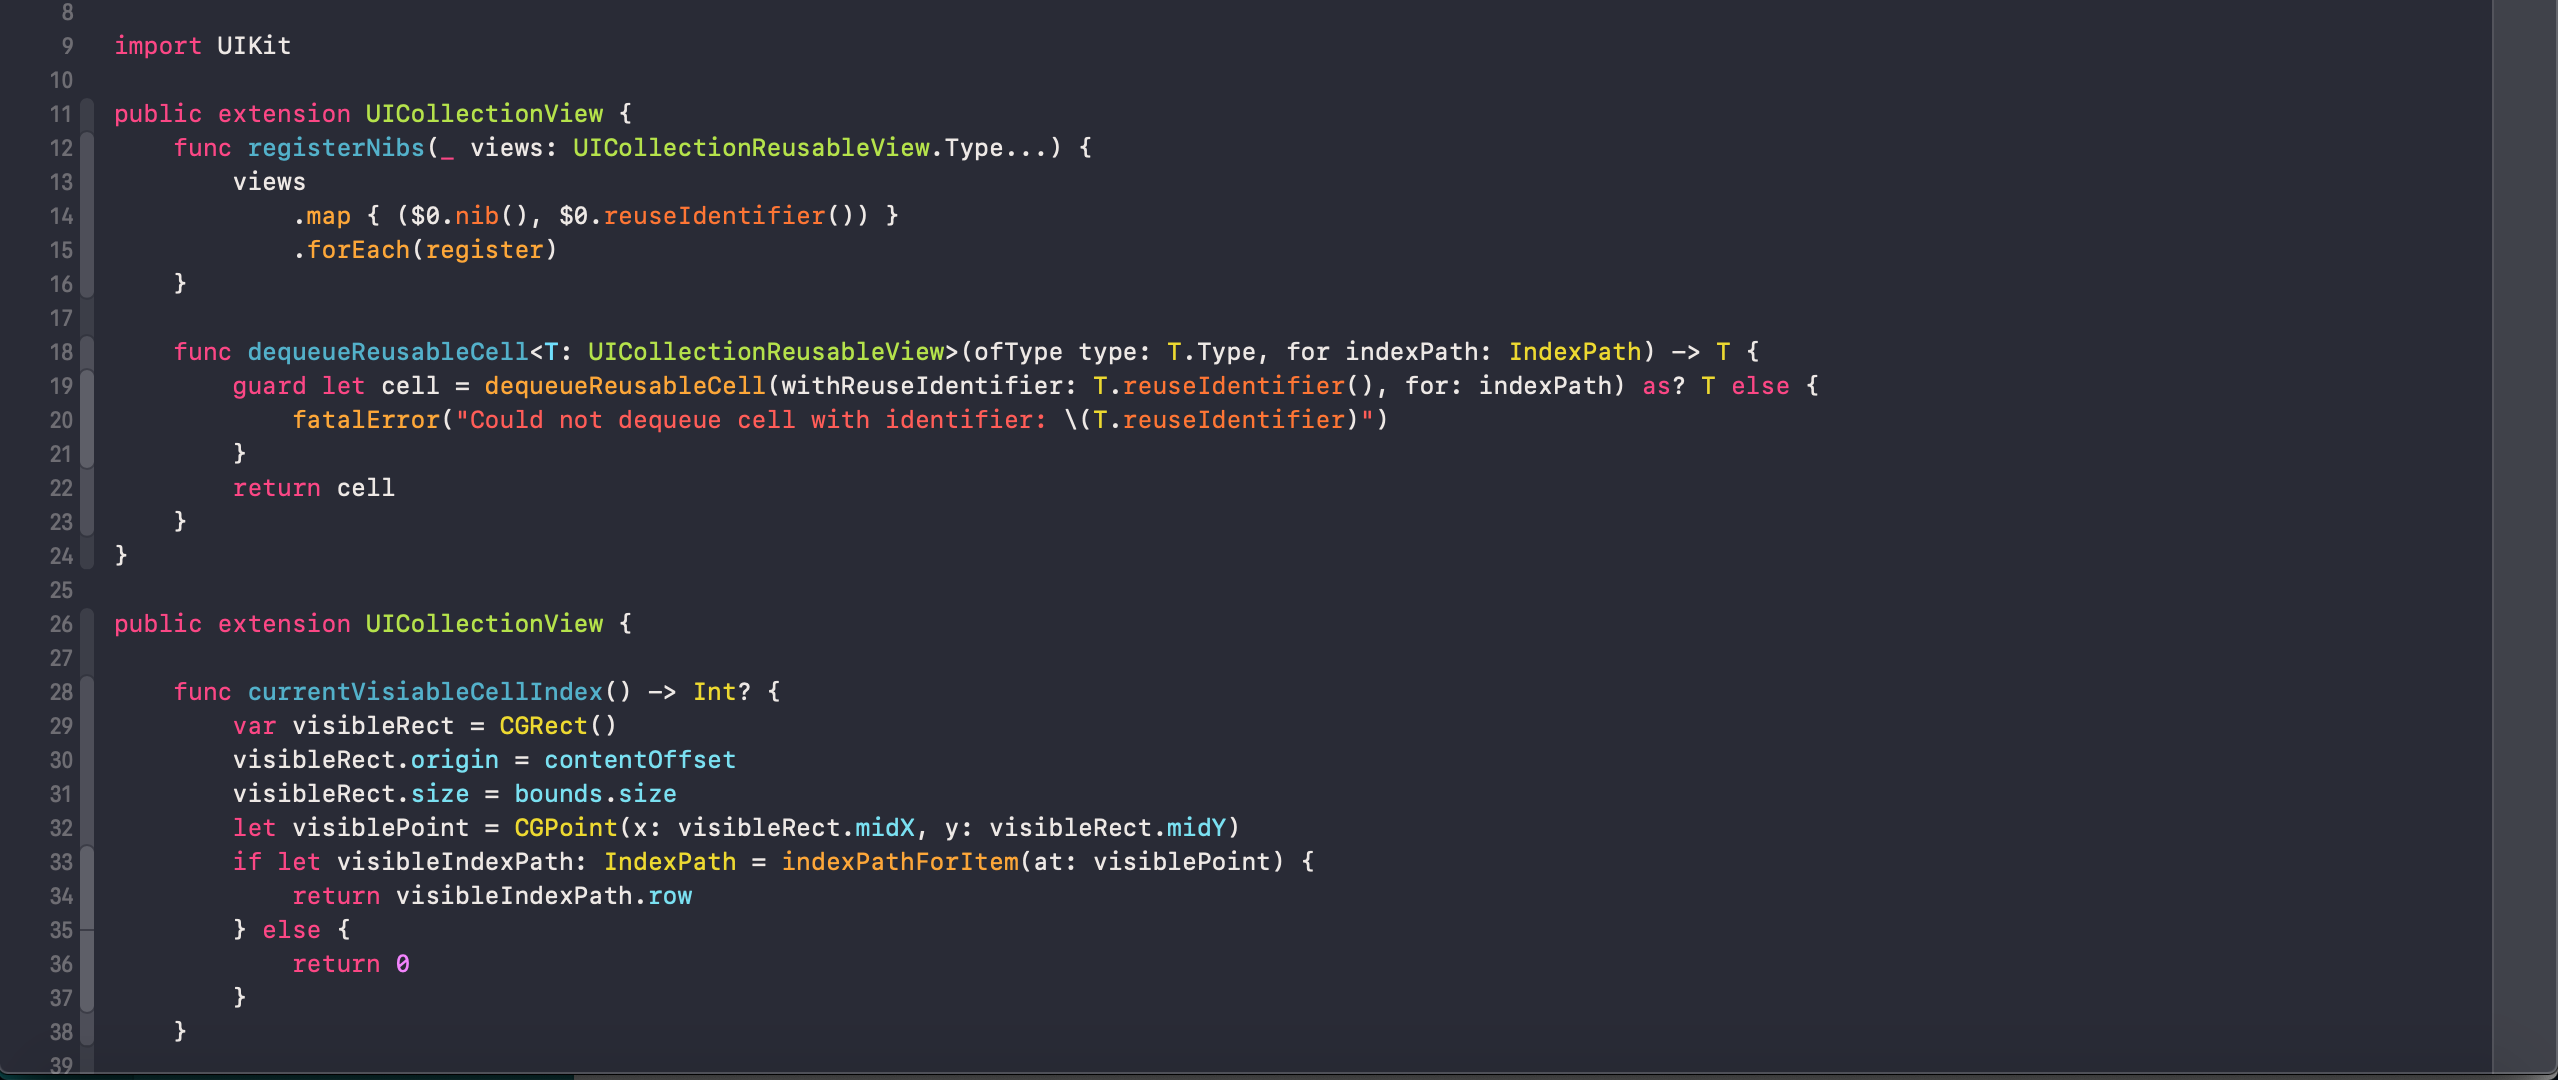 8
9 import UIKit
10
11 public extension UICollectionView {
12 func registerNibs(_ views: UICollectionReusableView.Type...) {
13 views
14 .map { ($0.nib(), $0.reuseIdentifier()) }
15 .forEach(register)
16 }
17
18 func dequeueReusableCell<T: UICollectionReusableView>(ofType type: T.Type, for indexPath: IndexPath) -> T {
19 guard let cell = dequeueReusableCell(withReuseIdentifier: T.reuseIdentifier(), for: indexPath) as? T else {
20 fatalError("Could not dequeue cell with identifier: \(T.reuseIdentifier)")
21 }
22 return cell
23 }
24 }
25
26 public extension UICollectionView {
27
28 func currentVisiableCellIndex() -> Int? {
29 var visibleRect = CGRect()
30 visibleRect.origin = contentOffset
31 visibleRect.size = bounds.size
32 let visiblePoint = CGPoint(x: visibleRect.midX, y: visibleRect.midY)
33 if let visibleIndexPath: IndexPath = indexPathForItem(at: visiblePoint) {
34 return visibleIndexPath.row
35 } else {
36 return 0
37 }
38 }
39